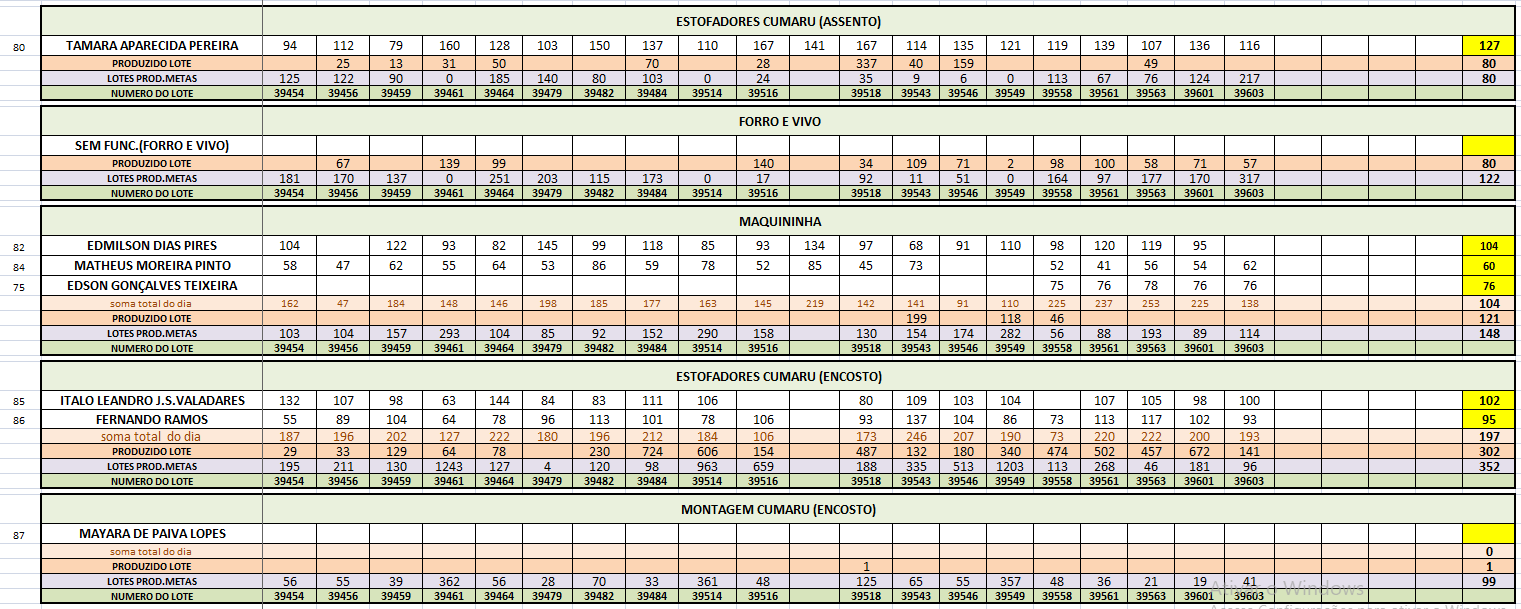 ESTOFADORES CUMARU (ASSENTO)
80 TAMARA APARECIDA PEREIRA 94 112 79 160 128 103 150 137 110 167 141 167 114 135 121 119 139 107 136 116 127
PRODUZIDO LOTE 25 13 31 50 70 28 337 40 159 49 80
LOTES PROD.METAS 125 122 90 0 185 140 80 103 0 24 35 9 6 0 113 67 76 124 217 80
NUMERO DO LOTE 39454 39456 39459 39461 39464 39479 39482 39484 39514 39516 39518 39543 39546 39549 39558 39561 39563 39601 39603
FORRO E VIVO
SEM FUNC.(FORRO E VIVO)
PRODUZIDO LOTE 67 139 99 140 34 109 71 2 98 100 58 71 57 80
LOTES PROD.METAS 181 170 137 0 251 203 115 173 0 17 92 11 51 0 164 97 177 170 317 122
NUMERO DO LOTE 39454 39456 39459 39461 39464 39479 39482 39484 39514 39516 39518 39543 39546 39549 39558 39561 39563 39601 39603
MAQUININHA
82 EDMILSON DIAS PIRES 104 122 93 82 145 99 118 85 93 134 97 68 91 110 98 120 119 95 104
84 MATHEUS MOREIRA PINTO 58 47 62 55 64 53 86 59 78 52 85 45 73 52 41 56 54 62 60
75 EDSON GONÇALVES TEIXEIRA 75 76 78 76 76 76
soma total do dia 162 47 184 148 146 198 185 177 163 145 219 142 141 91 110 225 237 253 225 138 104
PRODUZIDO LOTE 199 118 46 121
LOTES PROD.METAS 103 104 157 293 104 85 92 152 290 158 130 154 174 282 56 88 193 89 114 148
NUMERO DO LOTE 39454 39456 39459 39461 39464 39479 39482 39484 39514 39516 39518 39543 39546 39549 39558 39561 39563 39601 39603
ESTOFADORES CUMARU (ENCOSTO)
85 ITALO LEANDRO J.S.VALADARES 132 107 98 63 144 84 83 111 106 80 109 103 104 107 105 98 100 102
86 FERNANDO RAMOS 55 89 104 64 78 96 113 101 78 106 93 137 104 86 73 113 117 102 93 95
soma total do dia 187 196 202 127 222 180 196 212 184 106 173 246 207 190 73 220 222 200 193 197
PRODUZIDO LOTE 29 33 129 64 78 230 724 606 154 487 132 180 340 474 502 457 672 141 302
LOTES PROD.METAS 195 211 130 1243 127 4 120 98 963 659 188 335 513 1203 113 268 46 181 96 352
NUMERO DO LOTE 39454 39456 39459 39461 39464 39479 39482 39484 39514 39516 39518 39543 39546 39549 39558 39561 39563 39601 39603
MONTAGEM CUMARU (ENCOSTO)
87 MAYARA DE PAIVA LOPES
soma total do dia 0
PRODUZIDO LOTE 1 1
LOTES PROD.METAS 56 55 39 362 56 28 70 33 361 48 125 65 55 357 48 36 21 19 41 99
NUMERO DO LOTE 39454 39456 39459 39461 39464 39479 39482 39484 39514 39516 39518 39543 39546 39549 39558 39561 39563 39601 39603
Ativar o Windows